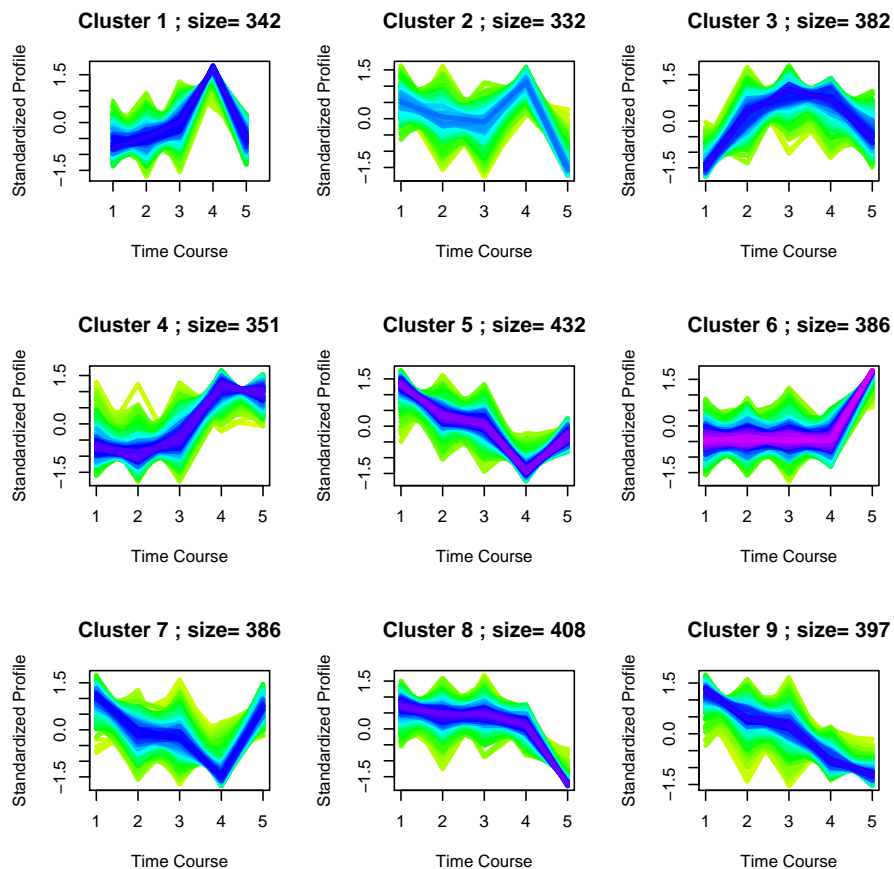 Cluster 1 ; size= 342
Standardized Profile
1.5
0.0
−1.5
1 2 3 4 5
Time Course
Cluster 2 ; size= 332
Standardized Profile
1.5
0.0
−1.5
1 2 3 4 5
Time Course
Cluster 3 ; size= 382
Standardized Profile
1.5
0.0
−1.5
1 2 3 4 5
Time Course
Cluster 4 ; size= 351
Standardized Profile
1.5
0.0
−1.5
1 2 3 4 5
Time Course
Cluster 5 ; size= 432
Standardized Profile
1.5
0.0
−1.5
1 2 3 4 5
Time Course
Cluster 6 ; size= 386
Standardized Profile
1.5
0.0
−1.5
1 2 3 4 5
Time Course
Cluster 7 ; size= 386
Standardized Profile
1.5
0.0
−1.5
1 2 3 4 5
Time Course
Cluster 8 ; size= 408
Standardized Profile
1.5
0.0
−1.5
1 2 3 4 5
Time Course
Cluster 9 ; size= 397
Standardized Profile
1.5
0.0
−1.5
1 2 3 4 5
Time Course